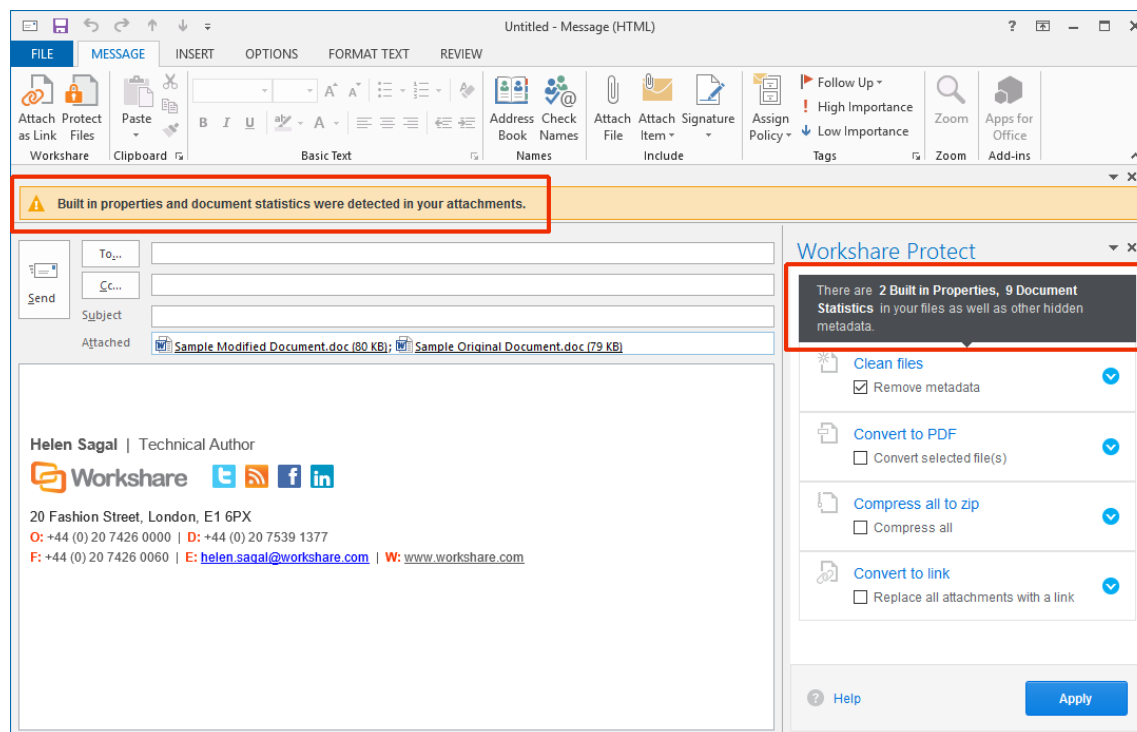 Untitled - Message (HTML)
FILE MESSAGE INSERT OPTIONS FORMAT TEXT REVIEW
Attach as Link
Protect Files
Workshare
Paste
Clipboard
B I U
A
Basic Text
Address Book
Check Names
Names
Attach File
Attach Item
Signature
Include
Assign Policy
Follow Up
High Importance
Low Importance
Tags
Zoom
Zoom
Apps for Office
Add-ins
Built in properties and document statistics were detected in your attachments.
Send
To...
Cc...
Subject
Attached
Sample Modified Document.doc (80 KB); Sample Original Document.doc (79 KB)
Helen Sagal | Technical Author
Workshare
20 Fashion Street, London, E1 6PX
O: +44 (0) 20 7426 0000 | D: +44 (0) 20 7539 1377
F: +44 (0) 20 7426 0060 | E: helen.sagal@workshare.com | W: www.workshare.com
Workshare Protect
There are 2 Built in Properties, 9 Document
Statistics in your files as well as other hidden
metadata.
Clean files
Remove metadata
Convert to PDF
Convert selected file(s)
Compress all to zip
Compress all
Convert to link
Replace all attachments with a link
Help
Apply